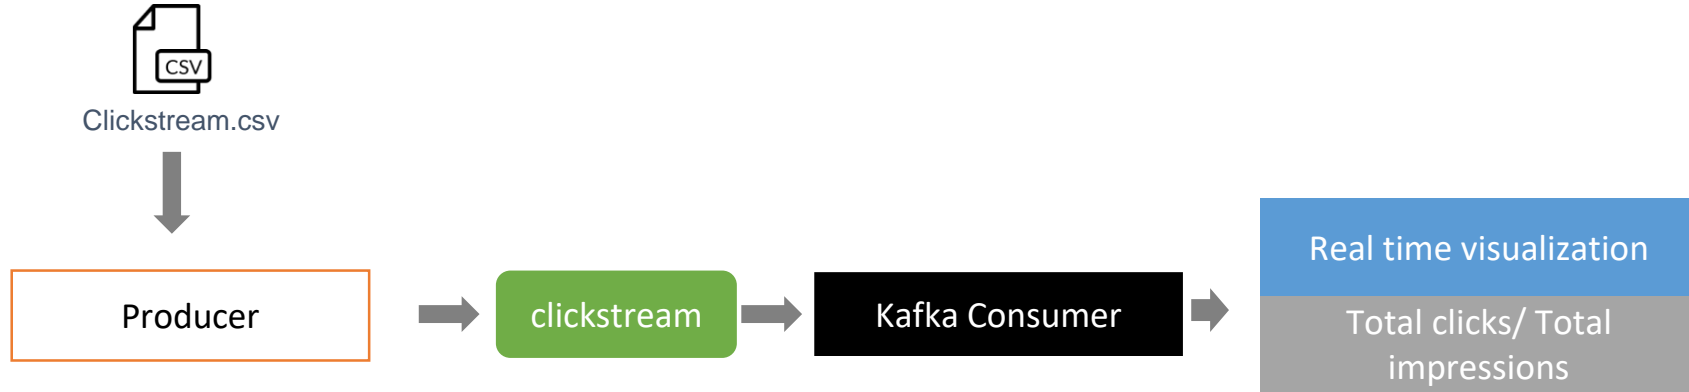 CSV
Clickstream.csv
Producer
clickstream
Kafka Consumer
Real time visualization
Total clicks/ Total
impressions